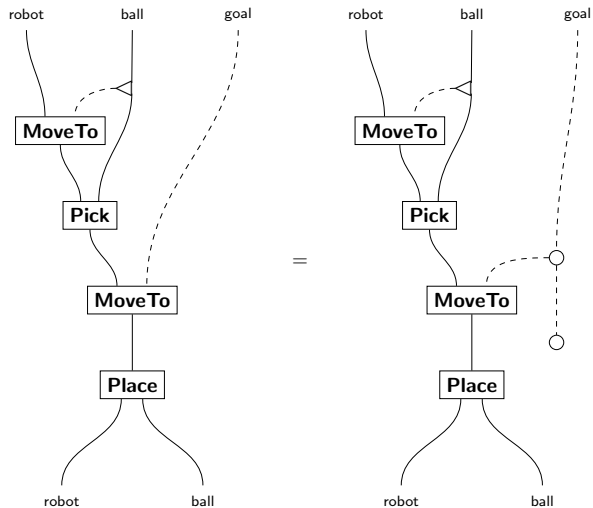 robot ball goal robot ball goal
MoveTo MoveTo
Pick Pick
=
MoveTo MoveTo
Place Place
robot ball robot ball